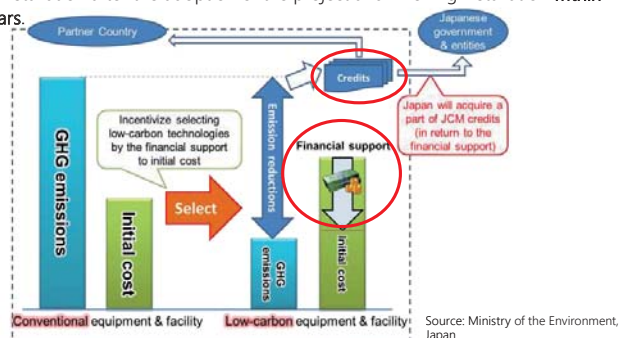 ars.
Partner Country
Japanese
government
& entities
Credits
Incentivize selecting
low-carbon technologies
by the financial support
to initial cost
Japan will acquire a
part of JCM credits
(in return to the
financial support)
GHG emissions
Initial cost
Select
Emission reductions
Financial support
GHG
emissions
Initial cost
Conventional equipment & facility
Low-carbon equipment & facility
Source: Ministry of the Environment,
Japan